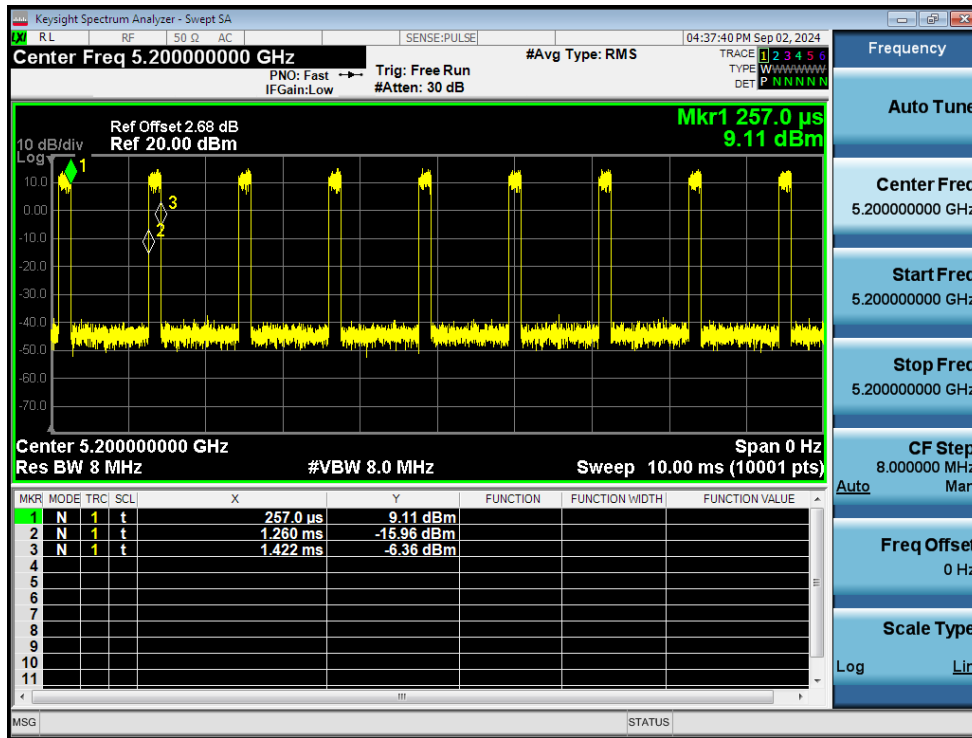 Keysight Spectrum Analyzer - Swept SA
LXI RL RF 50 Ω AC SENSE:PULSE 04:37:40 PM Sep 02, 2024
Center Freq 5.200000000 GHz #Avg Type: RMS TRACE 1 2 3 4 5 6
PNO: Fast Trig: Free Run TYPE WWWWWW
IFGain:Low #Atten: 30 dB DET P N N N N N
Mkr1 257.0 µs
9.11 dBm
Ref Offset 2.68 dB
10 dB/div Ref 20.00 dBm
Log
1
10.0
3
0.00
2
-10.0
-20.0
-30.0
-40.0
-50.0
-60.0
-70.0
Center 5.200000000 GHz Span 0 Hz
Res BW 8 MHz #VBW 8.0 MHz Sweep 10.00 ms (10001 pts)
MKR MODE TRC SCL X Y FUNCTION FUNCTION WIDTH FUNCTION VALUE
1 N 1 t 257.0 µs 9.11 dBm
2 N 1 t 1.260 ms -15.96 dBm
3 N 1 t 1.422 ms -6.36 dBm
4
5
6
7
8
9
10
11
MSG STATUS
Frequency
Auto Tune
Center Freq
5.200000000 GHz
Start Freq
5.200000000 GHz
Stop Freq
5.200000000 GHz
CF Step
8.000000 MHz
Auto Man
Freq Offset
0 Hz
Scale Type
Log Lin